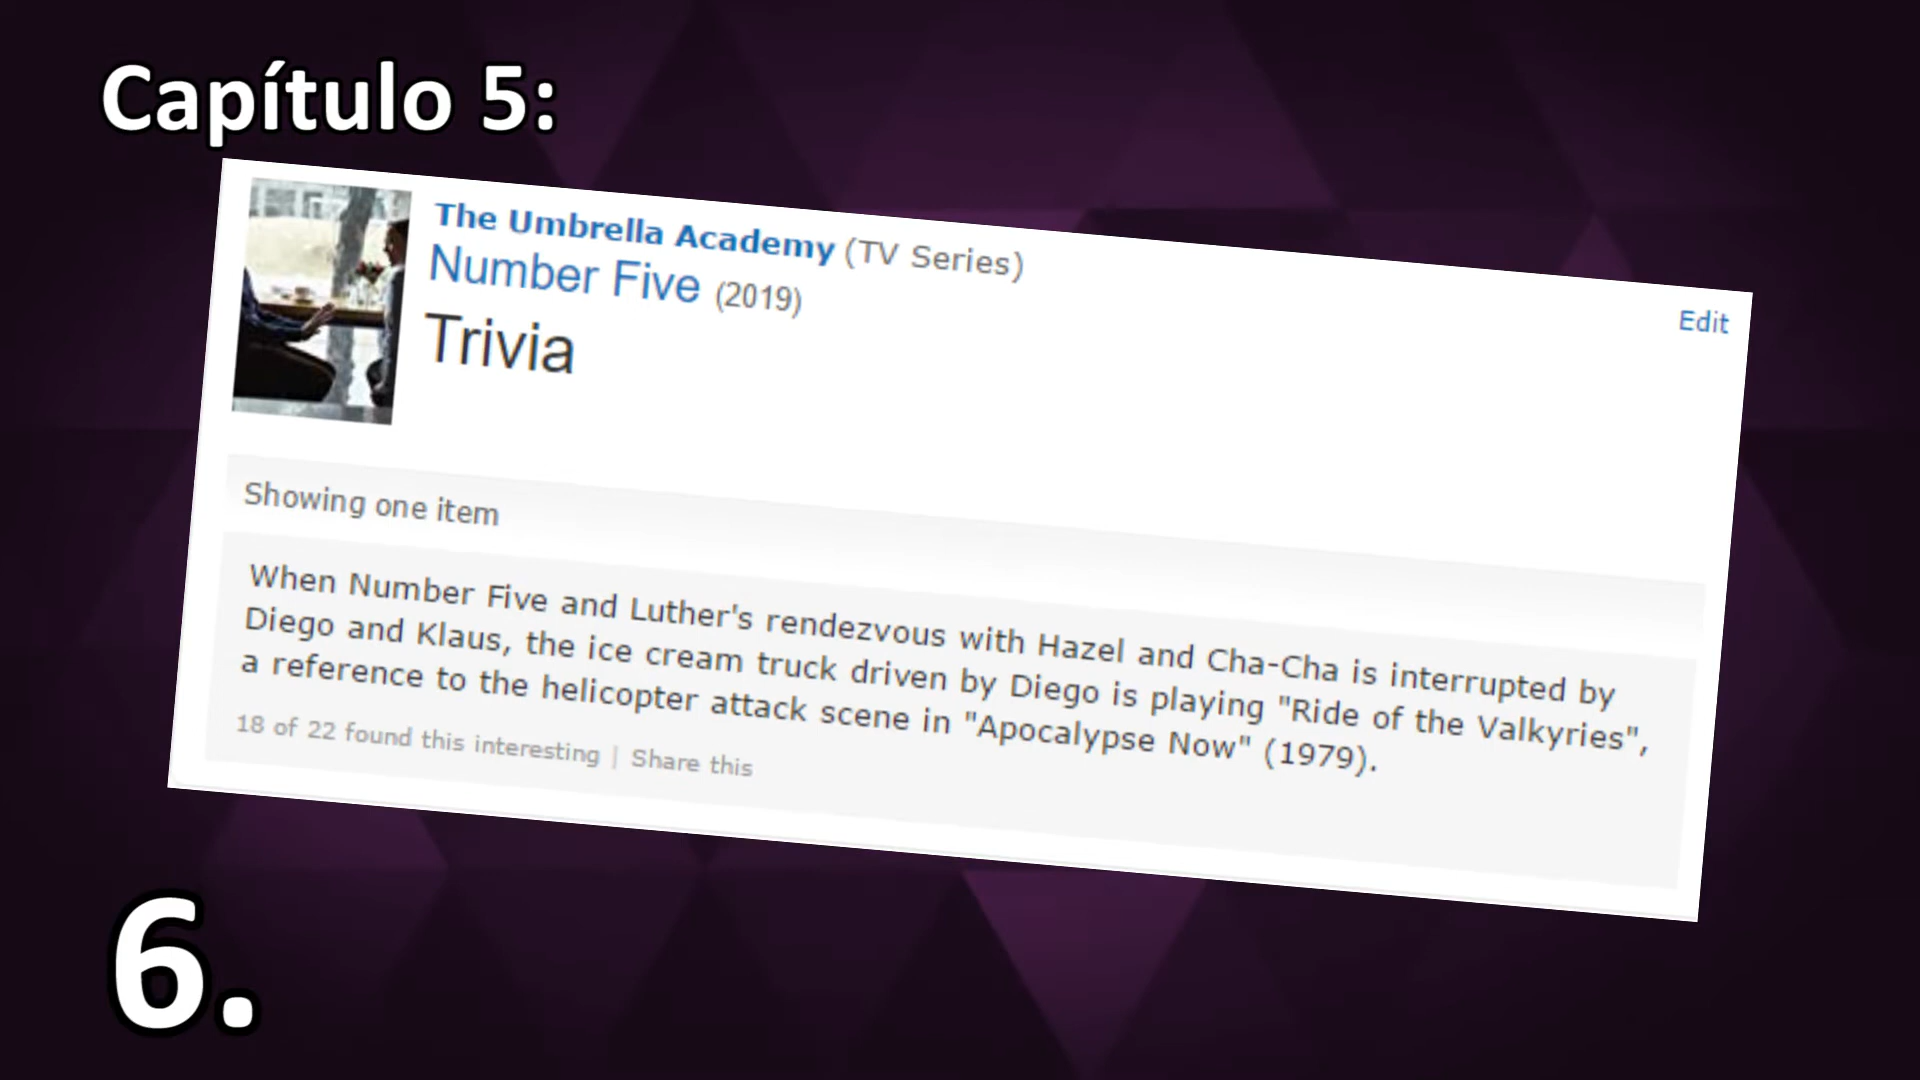 Capítulo 5:
The Umbrella Academy (TV Series)
Number Five (2019)
Edit
Trivia
Showing one item
When Number Five and Luther's rendezvous with Hazel and Cha-Cha is interrupted by
Diego and Klaus, the ice cream truck driven by Diego is playing "Ride of the Valkyries",
a reference to the helicopter attack scene in "Apocalypse Now" (1979).
18 of 22 found this interesting | Share this
6.